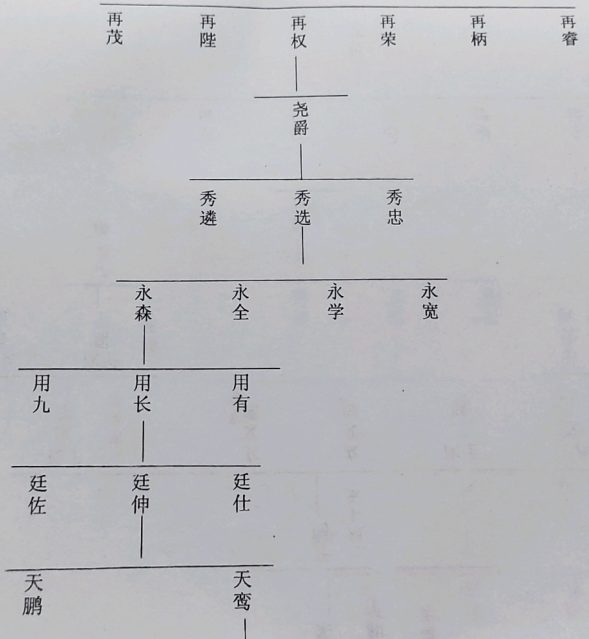 再茂 再陛 再权 再荣 再柄 再睿
尧爵
秀遴 秀选 秀忠
永森 永全 永学 永宽
用九 用长 用有
廷佐 廷伸 廷仕
天鹏 天鸾